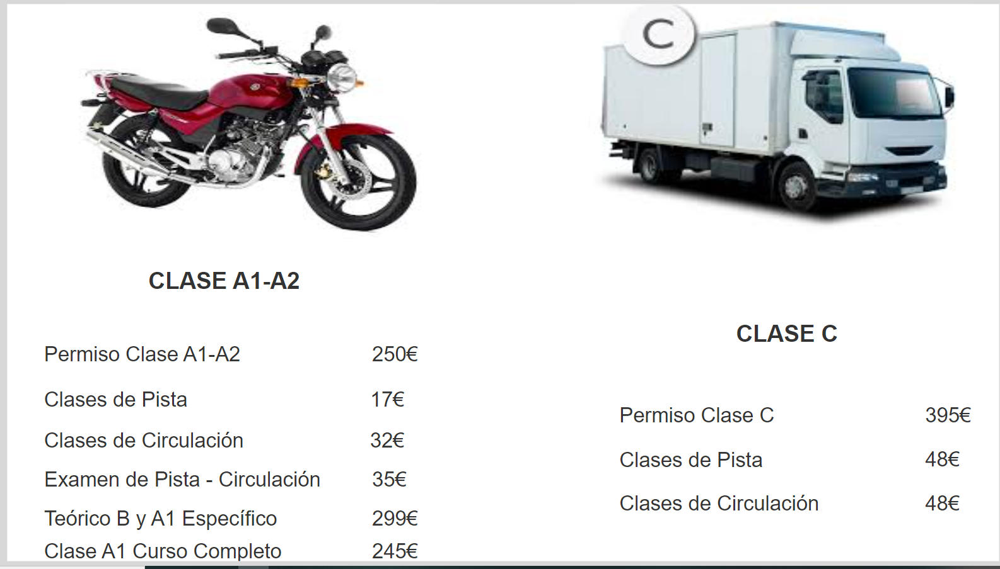 C
CLASE A1-A2
Permiso Clase A1-A2 250€
Clases de Pista 17€
Clases de Circulación 32€
Examen de Pista - Circulación 35€
Teórico B y A1 Específico 299€
Clase A1 Curso Completo 245€
CLASE C
Permiso Clase C 395€
Clases de Pista 48€
Clases de Circulación 48€